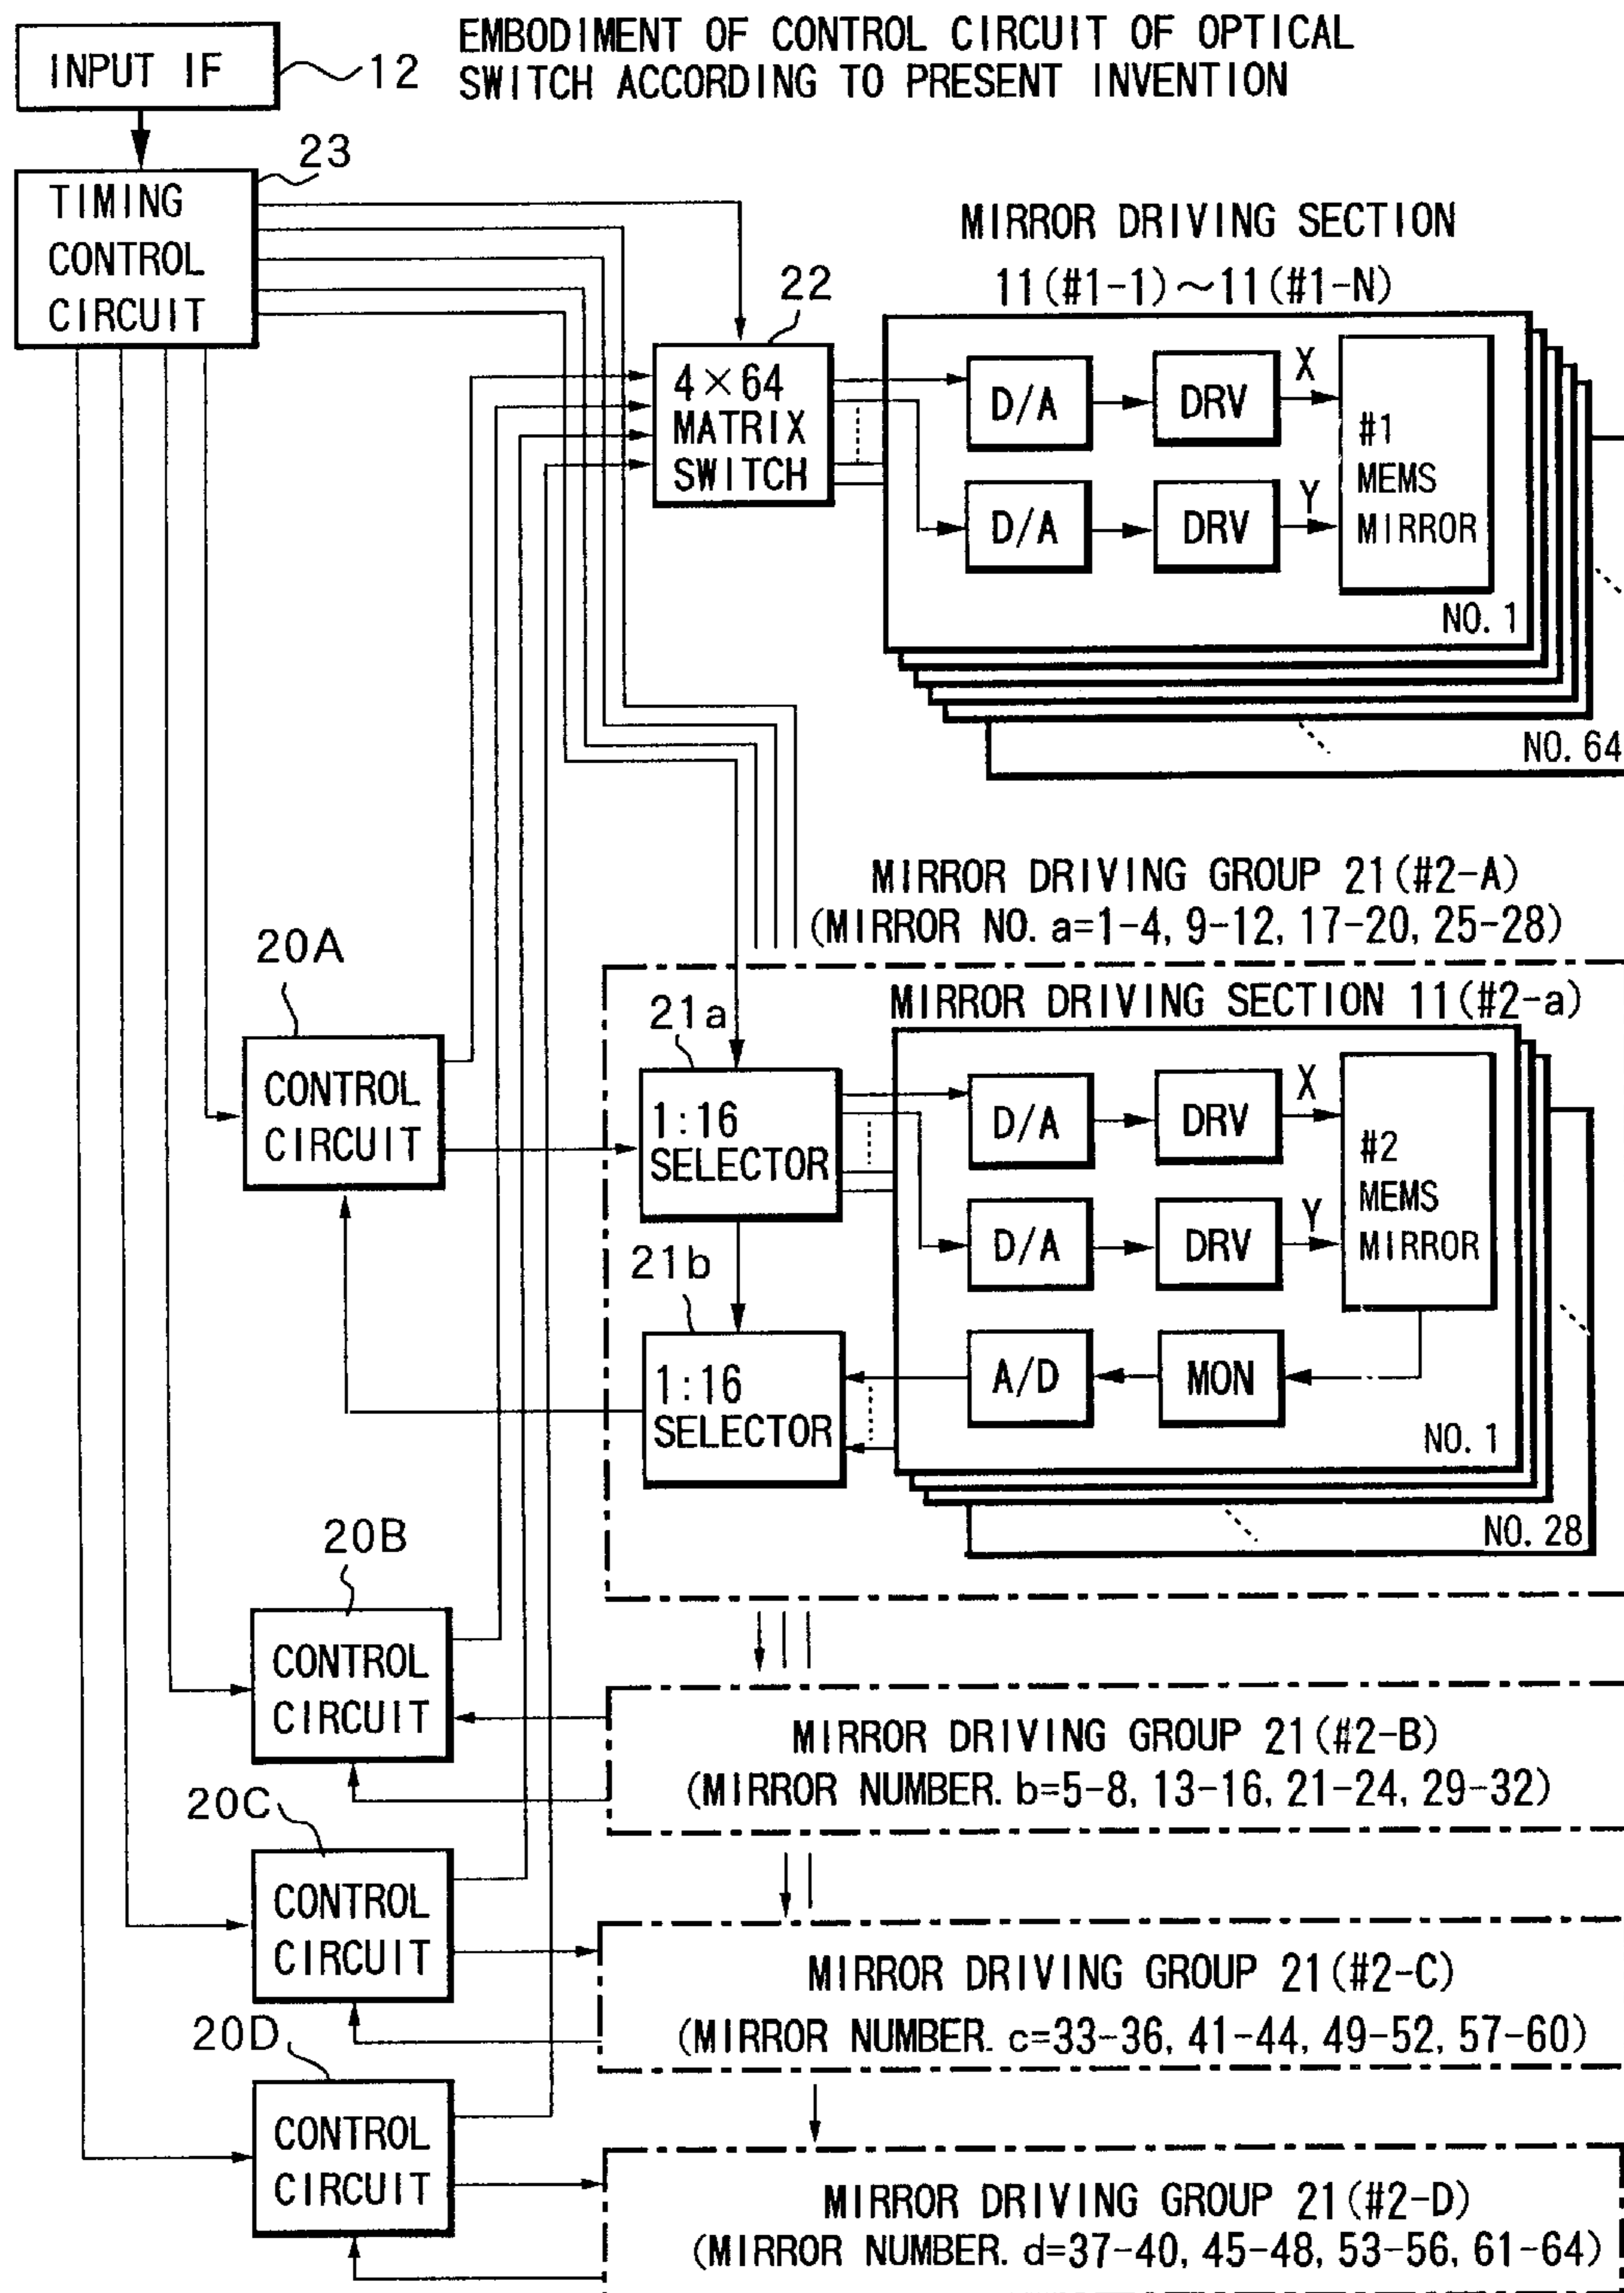 INPUT IF
12
EMBODIMENT OF CONTROL CIRCUIT OF OPTICAL
SWITCH ACCORDING TO PRESENT INVENTION
23
TIMING
CONTROL
CIRCUIT
MIRROR DRIVING SECTION
11(#1-1)~11(#1-N)
22
4×64
MATRIX
SWITCH
D/A
DRV
X
D/A
DRV
Y
#1
MEMS
MIRROR
NO. 1
NO. 64
MIRROR DRIVING GROUP 21(#2-A)
(MIRROR NO. a=1-4, 9-12, 17-20, 25-28)
20A
CONTROL
CIRCUIT
MIRROR DRIVING SECTION 11(#2-a)
21a
1:16
SELECTOR
D/A
DRV
X
D/A
DRV
Y
#2
MEMS
MIRROR
21b
1:16
SELECTOR
A/D
MON
NO. 1
NO. 28
20B
CONTROL
CIRCUIT
MIRROR DRIVING GROUP 21(#2-B)
(MIRROR NUMBER. b=5-8, 13-16, 21-24, 29-32)
20C
CONTROL
CIRCUIT
MIRROR DRIVING GROUP 21(#2-C)
(MIRROR NUMBER. c=33-36, 41-44, 49-52, 57-60)
20D
CONTROL
CIRCUIT
MIRROR DRIVING GROUP 21(#2-D)
(MIRROR NUMBER. d=37-40, 45-48, 53-56, 61-64)